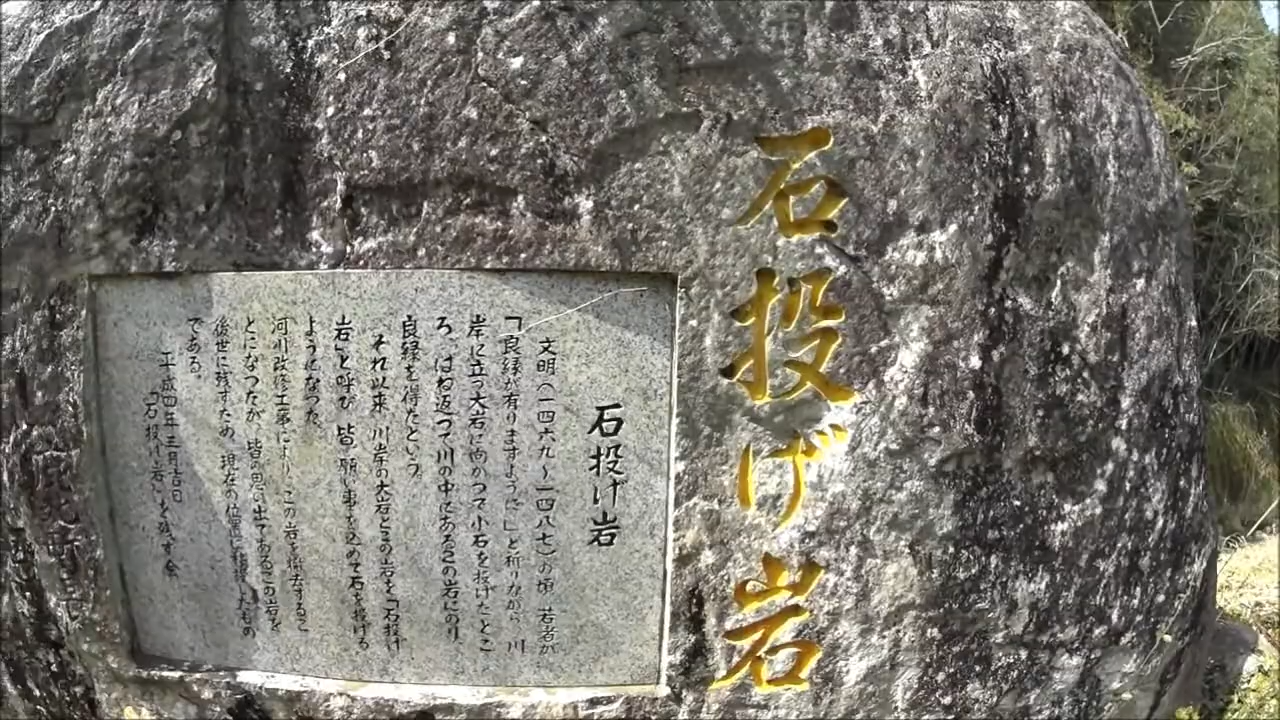 石投げ岩
石投げ岩
文明(一四六九~一四八七)の頃、若者が
「良縁が有りますように」と祈りながら、川
岸に立つ大岩に向かつて小石を投げたとこ
ろ、はね返つて川の中にあるこの岩にのり、
良縁を得たという。
それ以来、川岸の大岩とこの岩を「石投げ
岩」と呼び、皆、願い事を込めて石を投げる
ようになつた。
河川改修工事により、この岩を撤去するこ
とになつたが、皆の思い出であるこの岩を
後世に残すため、現在の位置に移設したもの
である。
平成四年三月吉日
「石投げ岩」を残す会